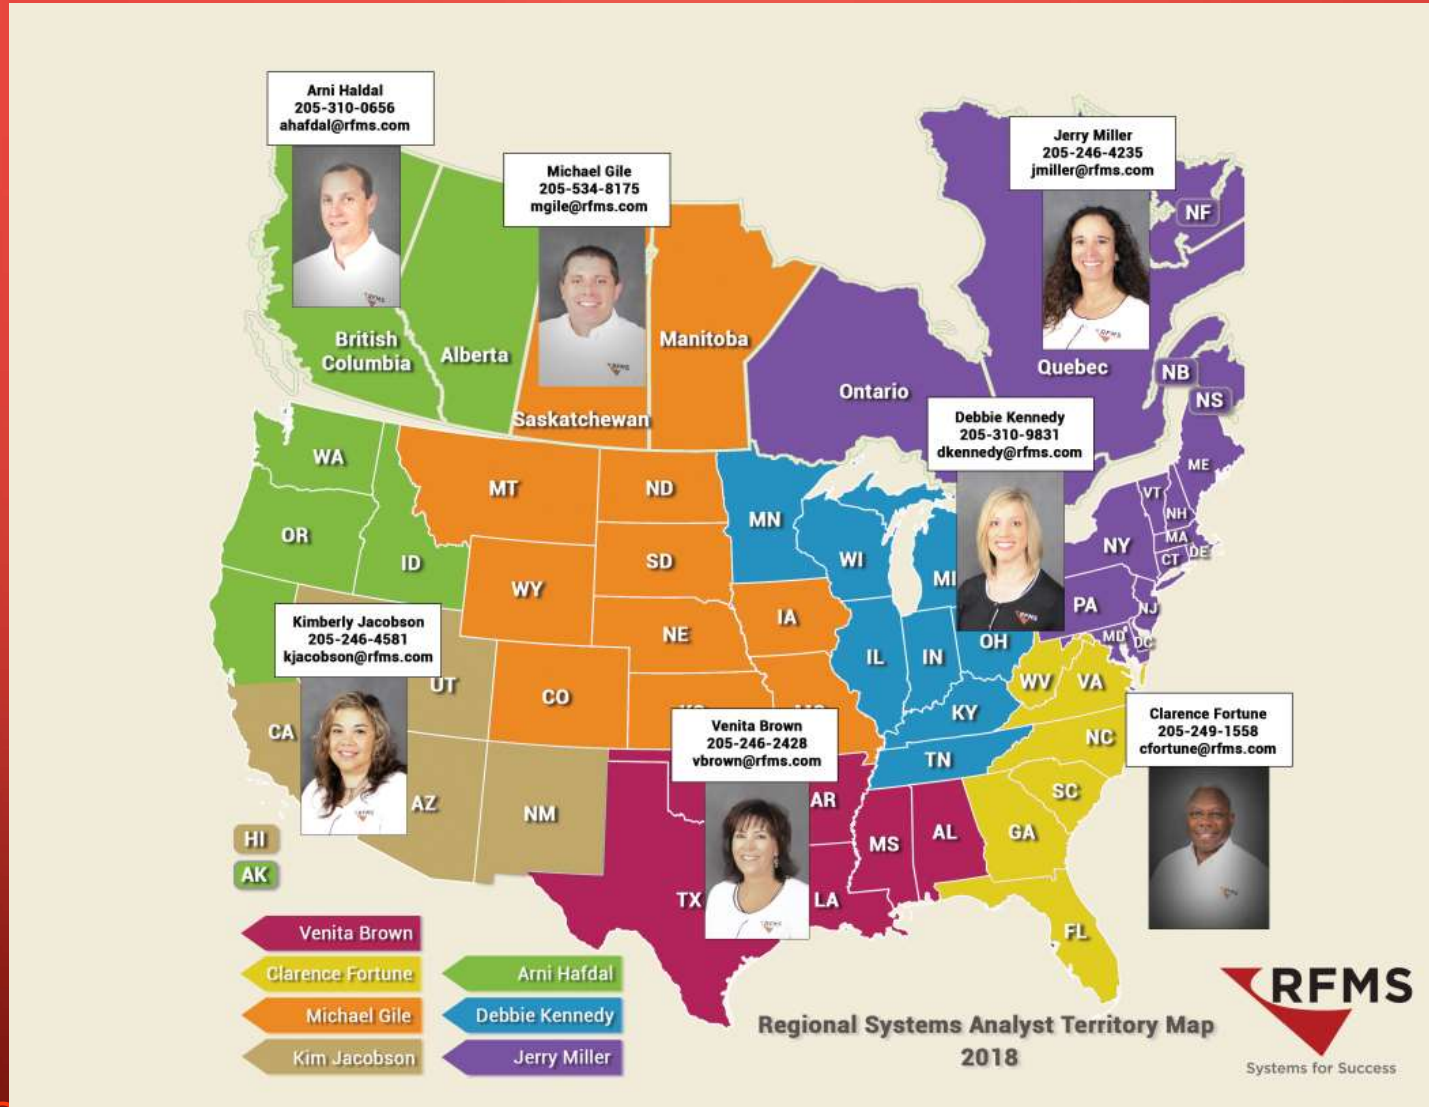 Arni Haldal
205-310-0656
ahafdal@rfms.com
Jerry Miller
205-246-4235
jmiller@rfms.com
Michael Gile
205-534-8175
mgile@rfms.com
NF
British
Columbia
Alberta
Manitoba
Saskatchewan
Ontario
Quebec
NB
NS
Debbie Kennedy
205-310-9831
dkennedy@rfms.com
WA
MT
ND
MN
ME
VT
NH
OR
ID
WY
SD
WI
MI
NY
MA
CT
DE
Kimberly Jacobson
205-246-4581
kjacobson@rfms.com
NE
IA
IL
IN
OH
PA
NJ
MD
DC
UT
CO
KY
WV
VA
CA
Venita Brown
205-246-2428
vbrown@rfms.com
TN
NC
Clarence Fortune
205-249-1558
cfortune@rfms.com
AZ
NM
AR
MS
AL
SC
GA
HI
AK
TX
LA
FL
Venita Brown
Clarence Fortune
Michael Gile
Kim Jacobson
Arni Hafdal
Debbie Kennedy
Jerry Miller
Regional Systems Analyst Territory Map
2018
RFMS
Systems for Success